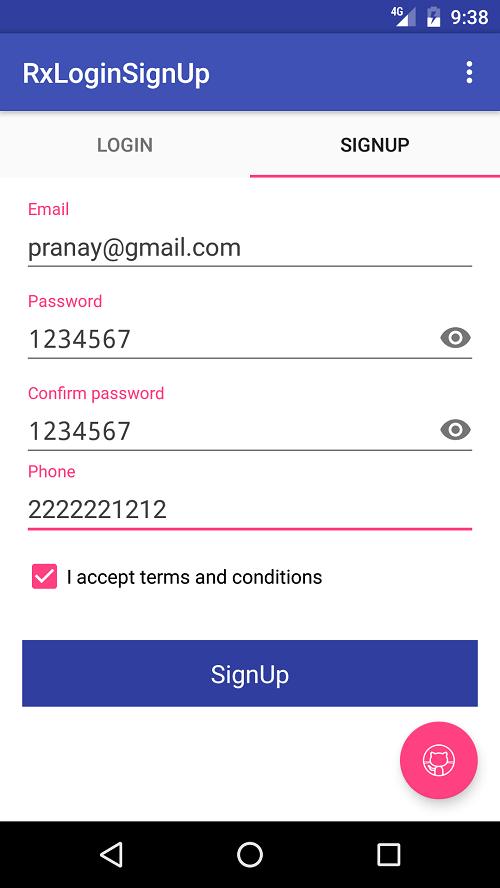 4G 9:38
RxLoginSignUp
LOGIN SIGNUP
Email
pranay@gmail.com
Password
1234567
Confirm password
1234567
Phone
2222221212
I accept terms and conditions
SignUp